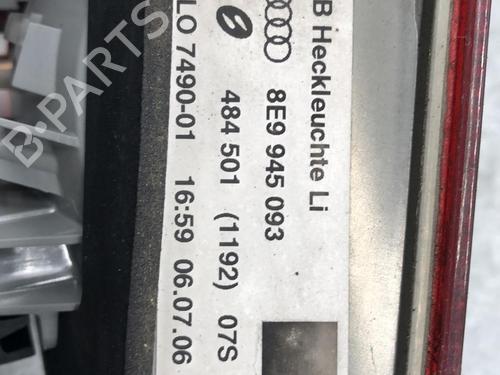 B Heckleuchte Li
8E9 945 093
484 501 (1192) 07S
LO 7490-01 16:59 06.07.06
B-PARTS